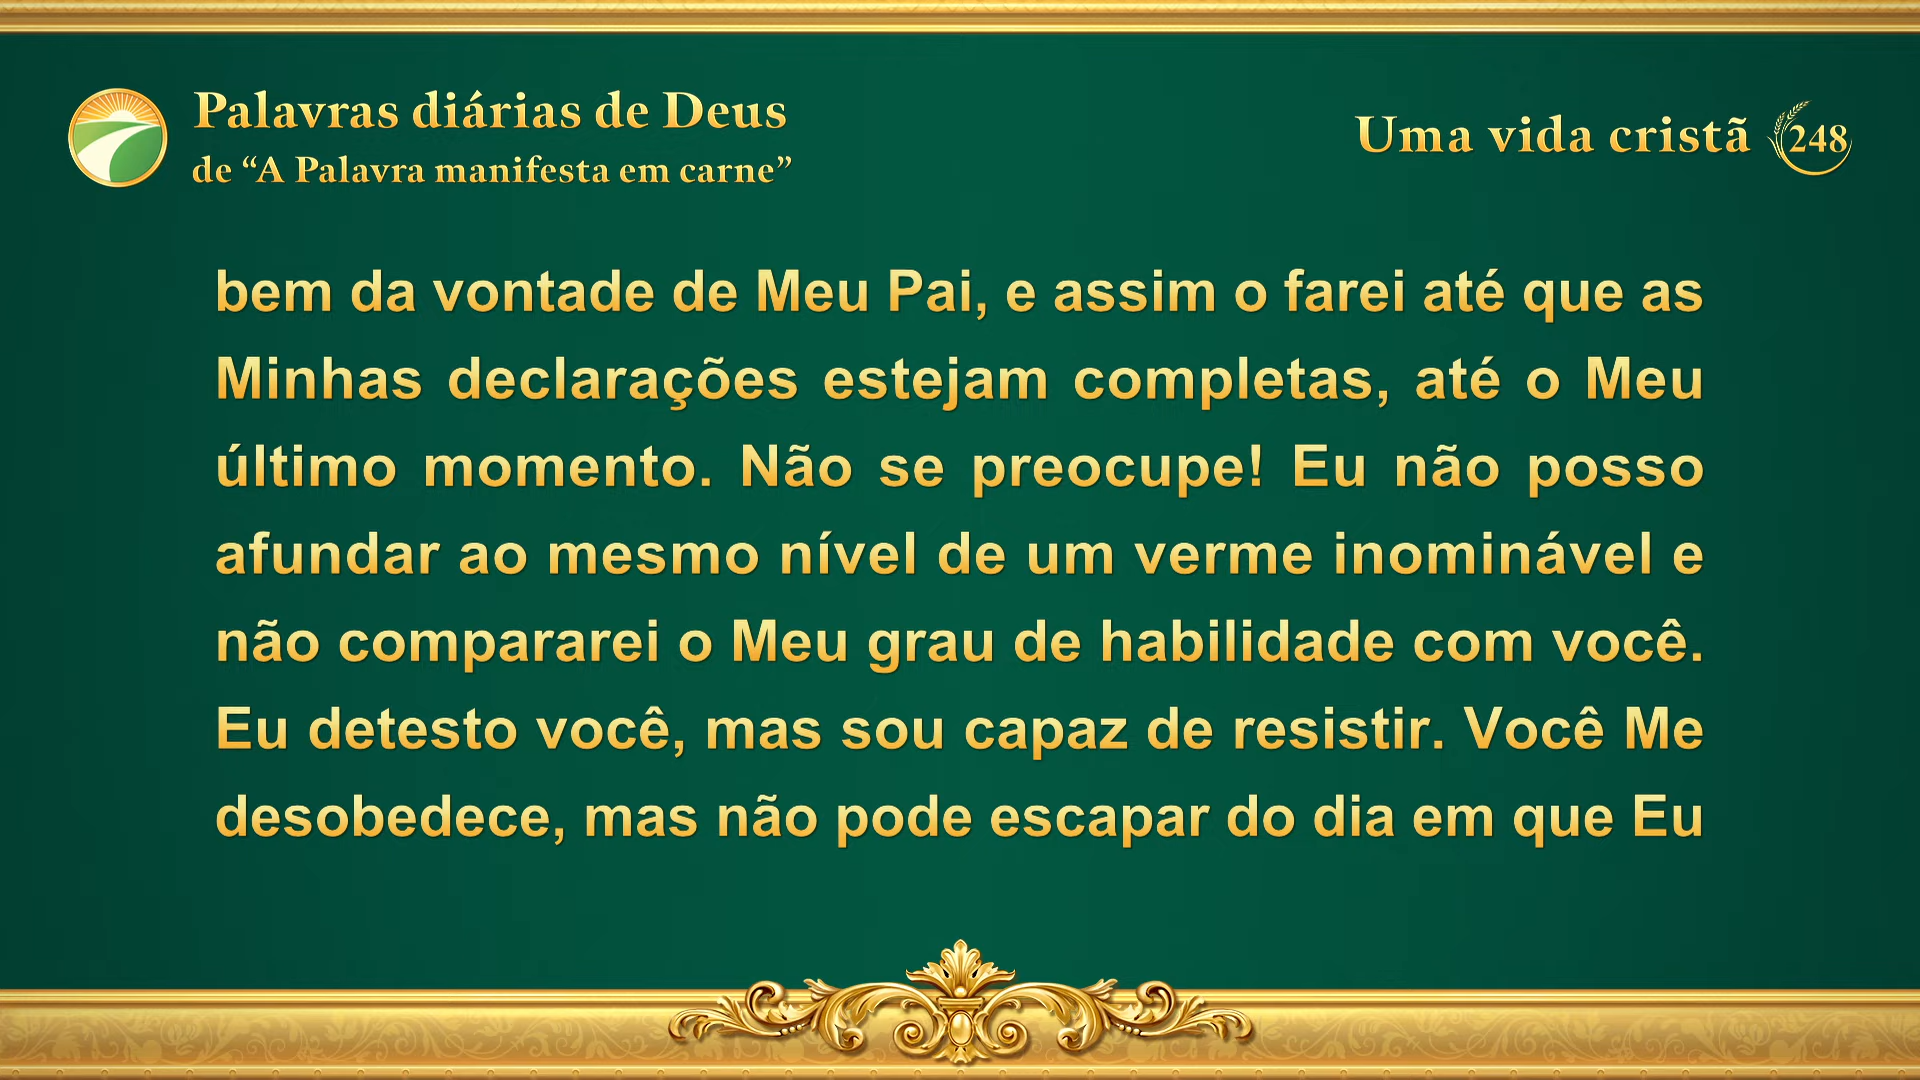 Palavras diárias de Deus
de “A Palavra manifesta em carne”
Uma vida cristã 248
bem da vontade de Meu Pai, e assim o farei até que as
Minhas declarações estejam completas, até o Meu
último momento. Não se preocupe! Eu não posso
afundar ao mesmo nível de um verme inominável e
não compararei o Meu grau de habilidade com você.
Eu detesto você, mas sou capaz de resistir. Você Me
desobedece, mas não pode escapar do dia em que Eu